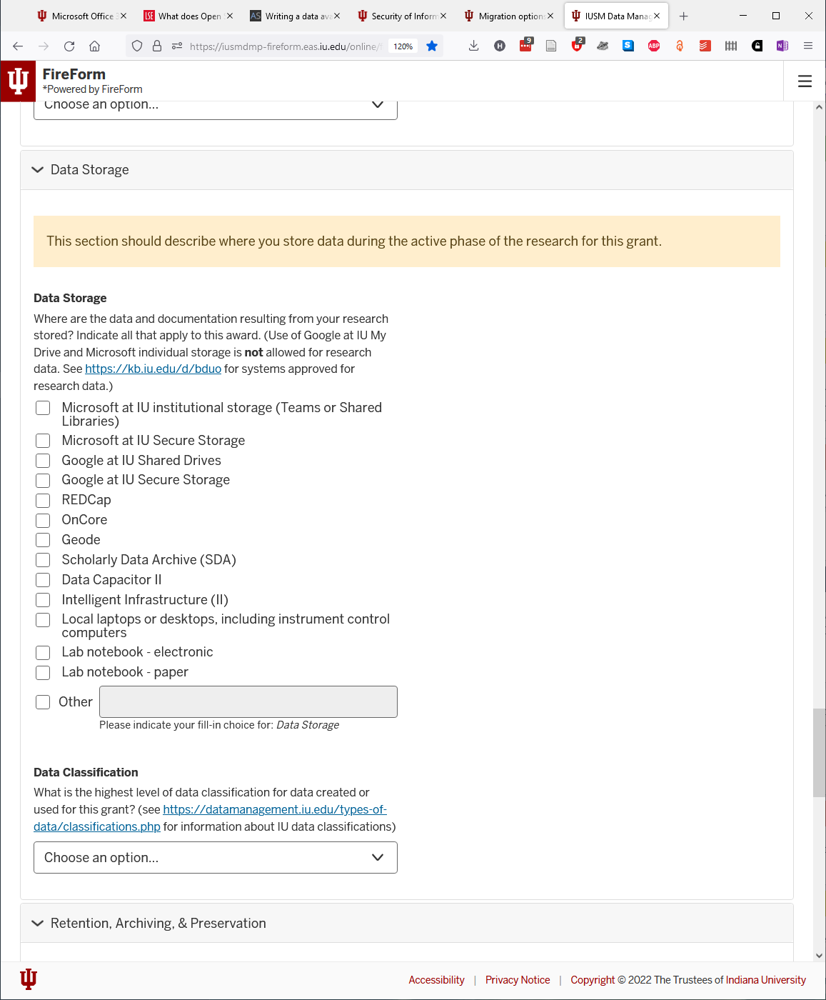 Microsoft Office 3
What does Open
Writing a data ava
Security of Inform
Migration options
IUSM Data Manag
https://iusmdmp-fireform.eas.iu.edu/online/f
120%
9
2
H
S
ABP
N
FireForm
*Powered by FireForm
Choose an option...
Data Storage
This section should describe where you store data during the active phase of the research for this grant.
Data Storage
Where are the data and documentation resulting from your research
stored? Indicate all that apply to this award. (Use of Google at IU My
Drive and Microsoft individual storage is not allowed for research
data. See https://kb.iu.edu/d/bduo for systems approved for
research data.)
Microsoft at IU institutional storage (Teams or Shared
Libraries)
Microsoft at IU Secure Storage
Google at IU Shared Drives
Google at IU Secure Storage
REDCap
OnCore
Geode
Scholarly Data Archive (SDA)
Data Capacitor II
Intelligent Infrastructure (II)
Local laptops or desktops, including instrument control
computers
Lab notebook - electronic
Lab notebook - paper
Other
Please indicate your fill-in choice for: Data Storage
Data Classification
What is the highest level of data classification for data created or
used for this grant? (see https://datamanagement.iu.edu/types-of-
data/classifications.php for information about IU data classifications)
Choose an option...
Retention, Archiving, & Preservation
Accessibility | Privacy Notice | Copyright © 2022 The Trustees of Indiana University